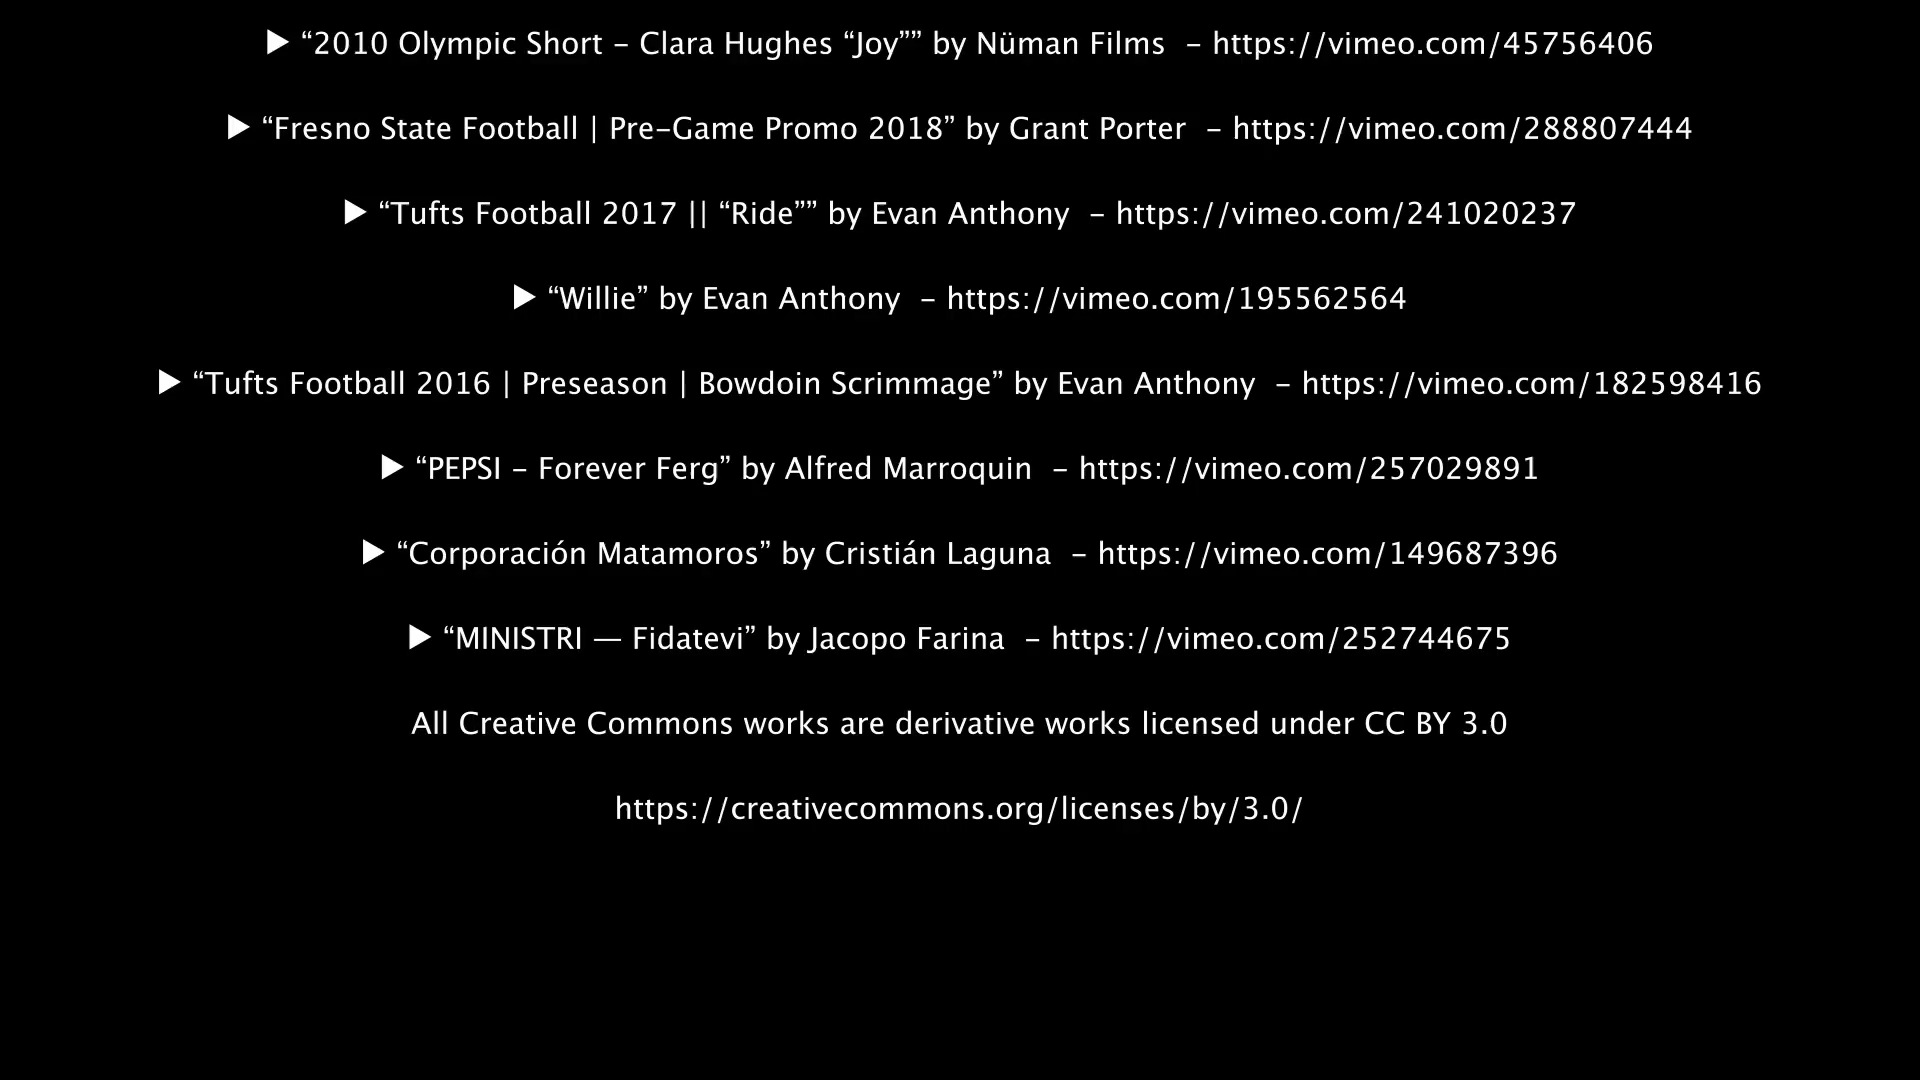 ▶ “2010 Olympic Short – Clara Hughes “Joy”” by Nüman Films – https://vimeo.com/45756406
▶ “Fresno State Football | Pre-Game Promo 2018” by Grant Porter – https://vimeo.com/288807444
▶ “Tufts Football 2017 || “Ride”” by Evan Anthony – https://vimeo.com/241020237
▶ “Willie” by Evan Anthony – https://vimeo.com/195562564
▶ “Tufts Football 2016 | Preseason | Bowdoin Scrimmage” by Evan Anthony – https://vimeo.com/182598416
▶ “PEPSI – Forever Ferg” by Alfred Marroquin – https://vimeo.com/257029891
▶ “Corporación Matamoros” by Cristián Laguna – https://vimeo.com/149687396
▶ “MINISTRI — Fidatevi” by Jacopo Farina – https://vimeo.com/252744675
All Creative Commons works are derivative works licensed under CC BY 3.0
https://creativecommons.org/licenses/by/3.0/